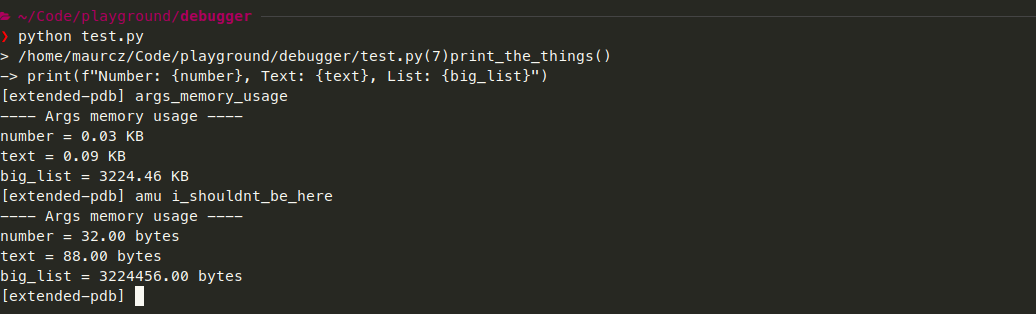 ~/Code/playground/debugger
❯ python test.py
> /home/maurcz/Code/playground/debugger/test.py(7)print_the_things()
-> print(f"Number: {number}, Text: {text}, List: {big_list}")
[extended-pdb] args_memory_usage
---- Args memory usage ----
number = 0.03 KB
text = 0.09 KB
big_list = 3224.46 KB
[extended-pdb] amu i_shouldnt_be_here
---- Args memory usage ----
number = 32.00 bytes
text = 88.00 bytes
big_list = 3224456.00 bytes
[extended-pdb]